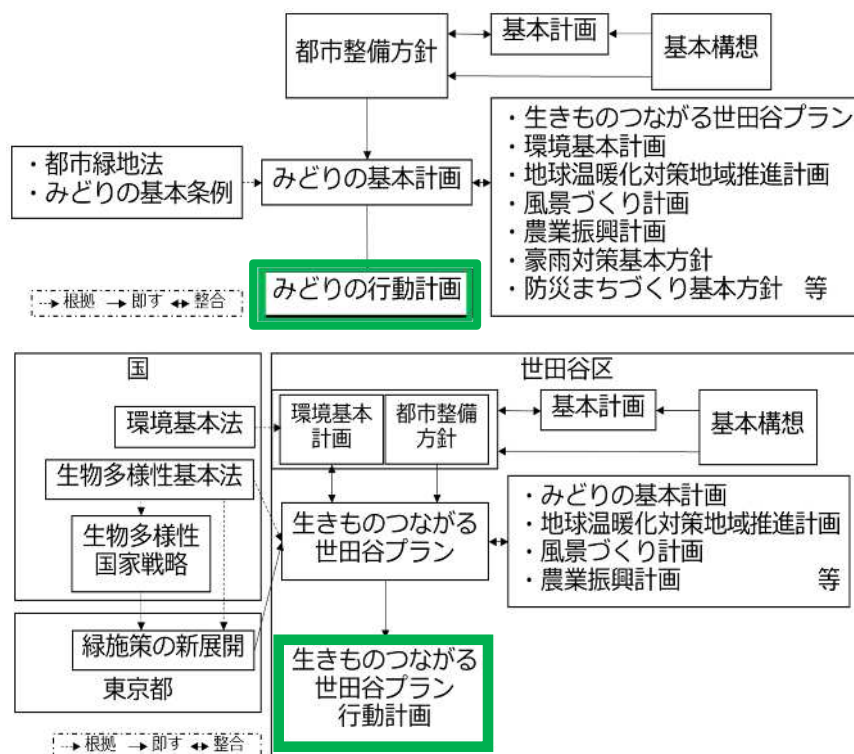 都市整備方針
基本計画
基本構想
・都市緑地法
・みどりの基本条例
みどりの基本計画
・生きものつながる世田谷プラン
・環境基本計画
・地球温暖化対策地域推進計画
・風景づくり計画
・農業振興計画
・豪雨対策基本方針
・防災まちづくり基本方針 等
みどりの行動計画
根拠 即す 整合
国
環境基本法
生物多様性基本法
生物多様性
国家戦略
緑施策の新展開
東京都
世田谷区
環境基本
計画
都市整備
方針
基本計画
基本構想
生きものつながる
世田谷プラン
・みどりの基本計画
・地球温暖化対策地域推進計画
・風景づくり計画
・農業振興計画 等
生きものつながる
世田谷プラン
行動計画
根拠 即す 整合